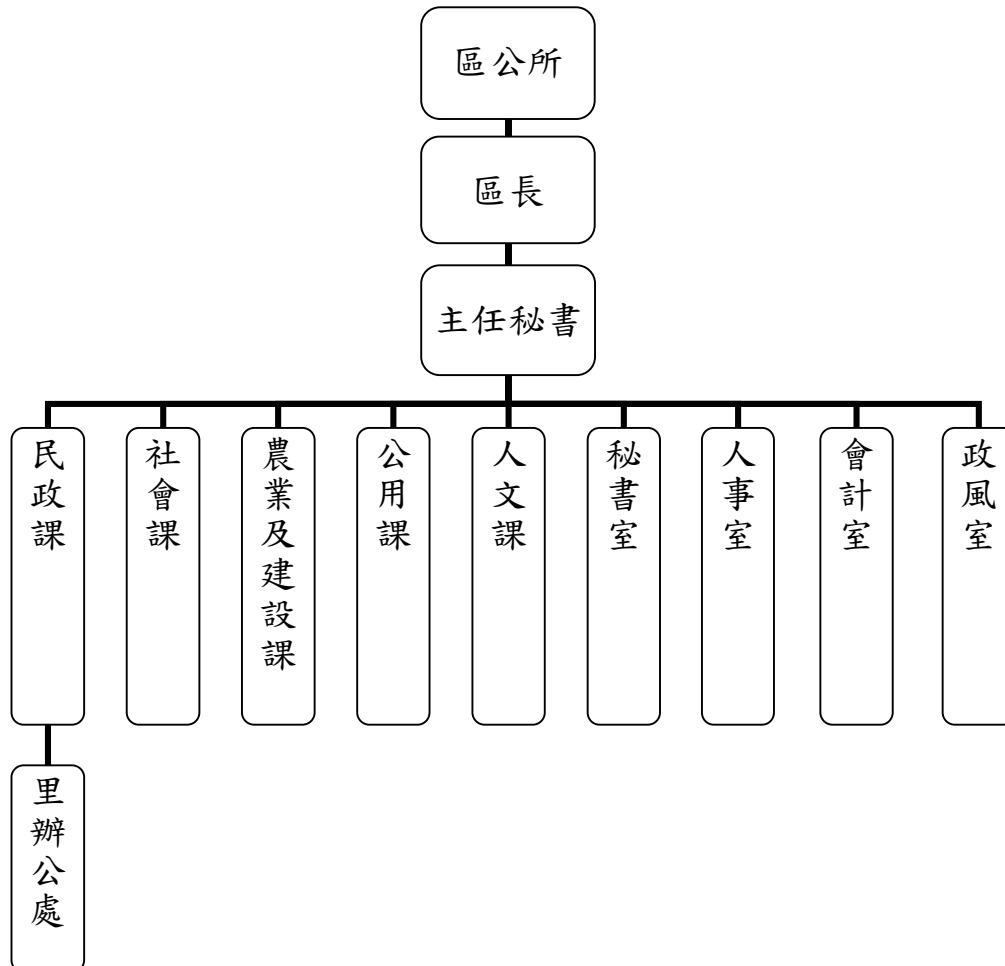 區公所
區長
主任秘書
民政課
社會課
農業及建設課
公用課
人文課
秘書室
人事室
會計室
政風室
里辦公處